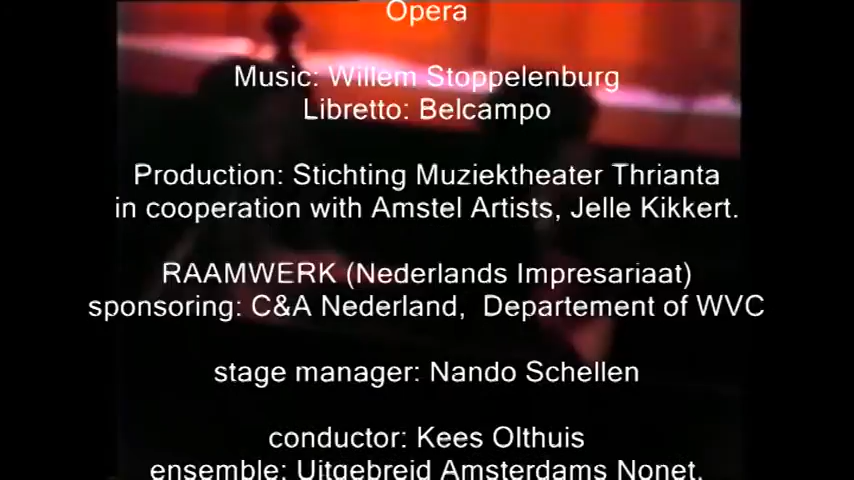 Opera
Music: Willem Stoppelenburg
Libretto: Belcampo
Production: Stichting Muziektheater Thrianta
in cooperation with Amstel Artists, Jelle Kikkert.
RAAMWERK (Nederlands Impresariaat)
sponsoring: C&A Nederland, Departement of WVC
stage manager: Nando Schellen
conductor: Kees Olthuis
ensemble: Uitgebreid Amsterdams Nonet.